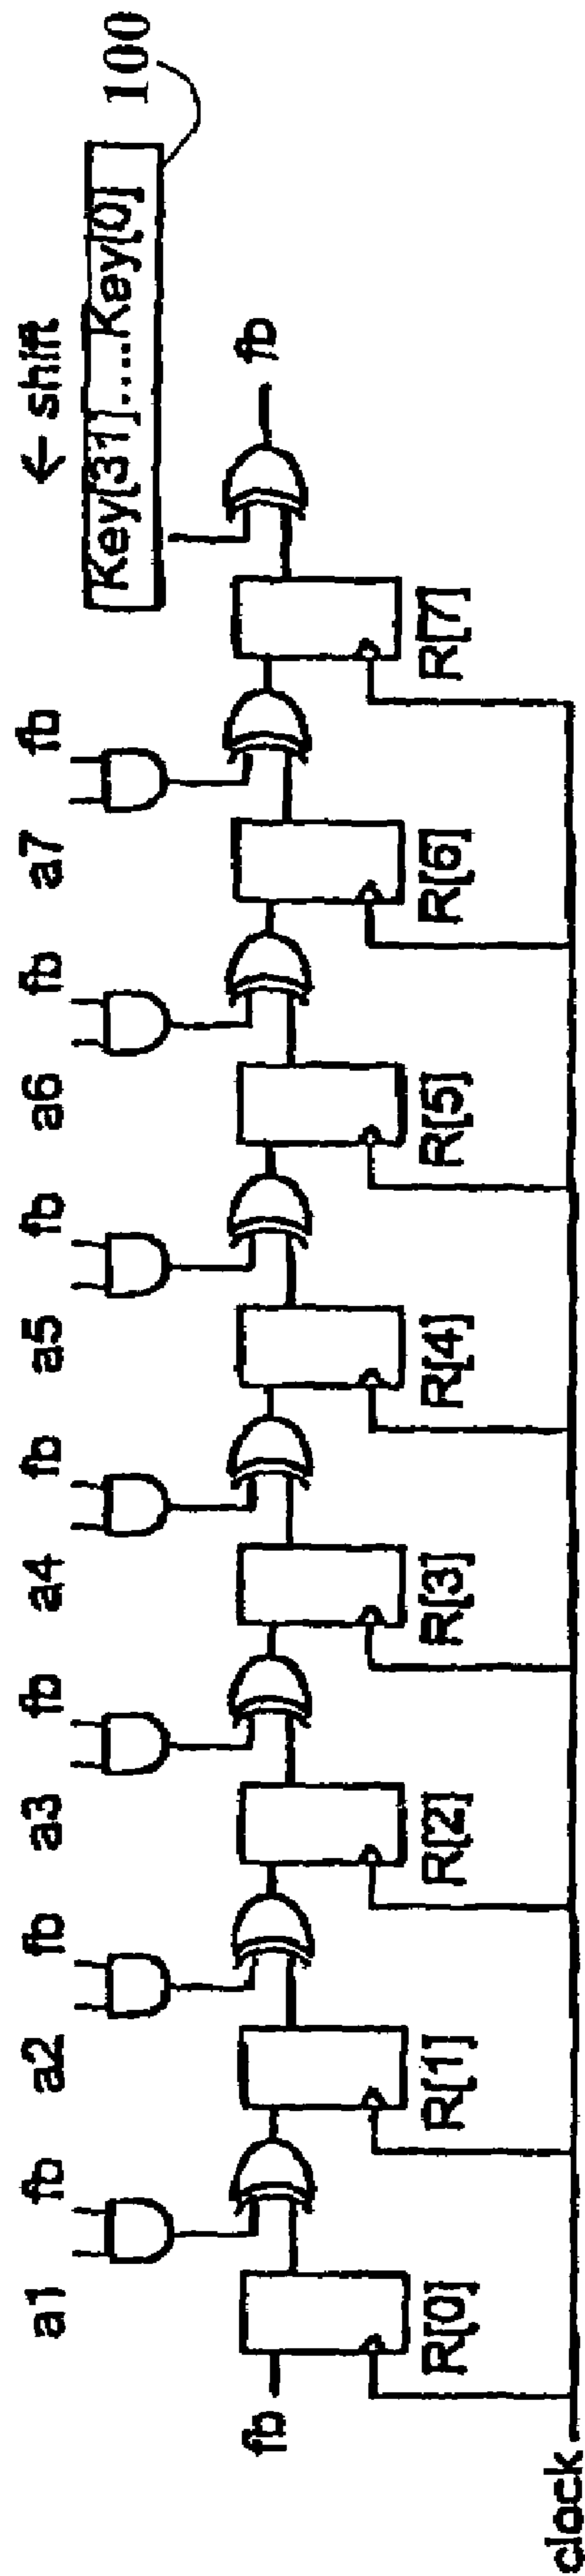 ← shift
Key[31].....Key[0]
100
a1 fb a2 fb a3 fb a4 fb a5 fb a6 fb a7 fb
fb
fb
R[0] R[1] R[2] R[3] R[4] R[5] R[6] R[7]
clock